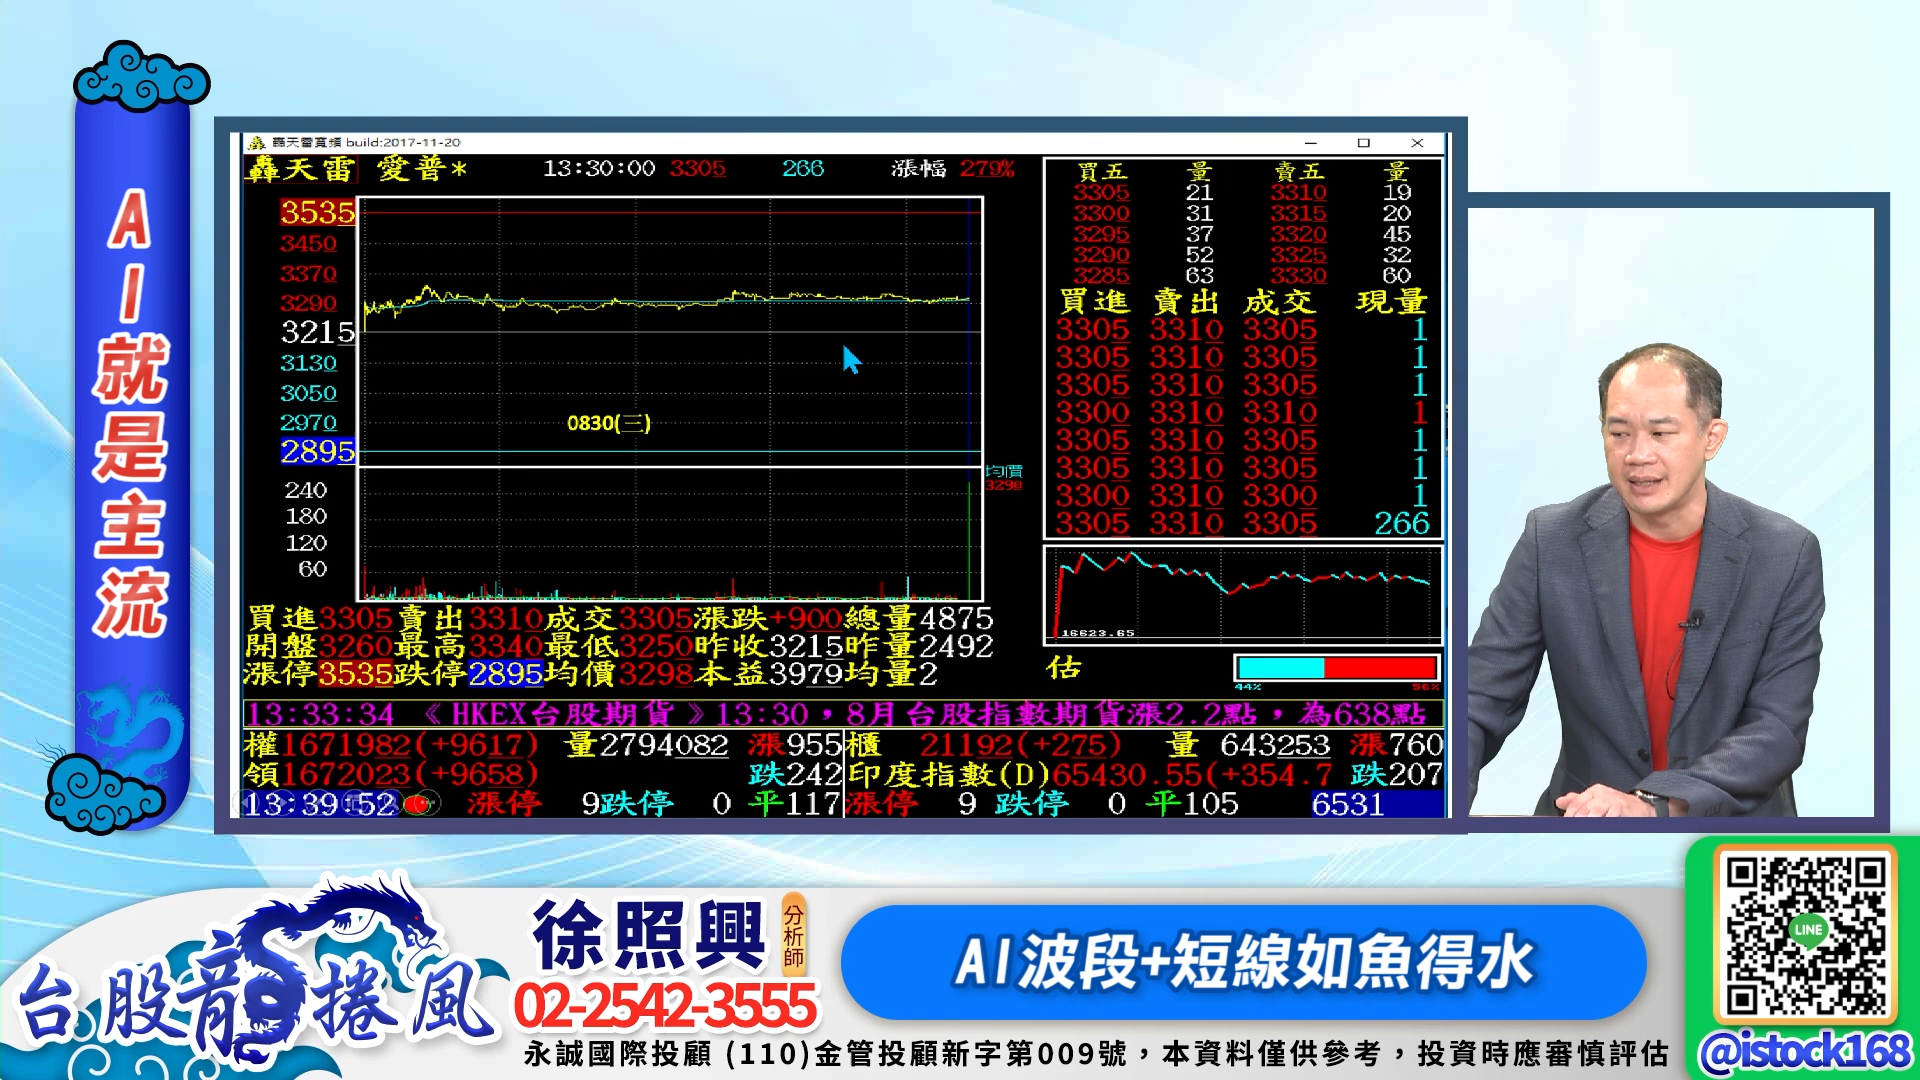 AI就是主流
轟天雷寬頻 build:2017-11-20
轟天雷 愛普* 13:30:00 3305 266 漲幅 279%
3535
3450
3370
3290
3215
3130
3050
2970
2895
240
180
120
60
0830(三)
均價
3298
買五 量 賣五 量
3305 21 3310 19
3300 31 3315 20
3295 37 3320 45
3290 52 3325 32
3285 63 3330 60
買進 賣出 成交 現量
3305 3310 3305 1
3305 3310 3305 1
3305 3310 3305 1
3300 3310 3310 1
3305 3310 3305 1
3305 3310 3305 1
3300 3310 3300 1
3305 3310 3305 266
16623.65
估
44% 56%
買進3305賣出3310成交3305漲跌+900總量4875
開盤3260最高3340最低3250昨收3215昨量2492
漲停3535跌停2895均價3298本益3979均量2
13:33:34 《HKEX台股期貨》13:30,8月台股指數期貨漲2.2點,為638點
權1671982(+9617) 量2794082 漲955
櫃 21192(+275) 量 643253 漲760
領1672023(+9658) 跌242
印度指數(D)65430.55(+354.7 跌207
13:39:52 漲停 9跌停 0 平117
漲停 9 跌停 0 平105 6531
台股龍捲風
徐照興 分析師
02-2542-3555
AI波段+短線如魚得水
永誠國際投顧 (110)金管投顧新字第009號,本資料僅供參考,投資時應審慎評估
LINE
@istock168